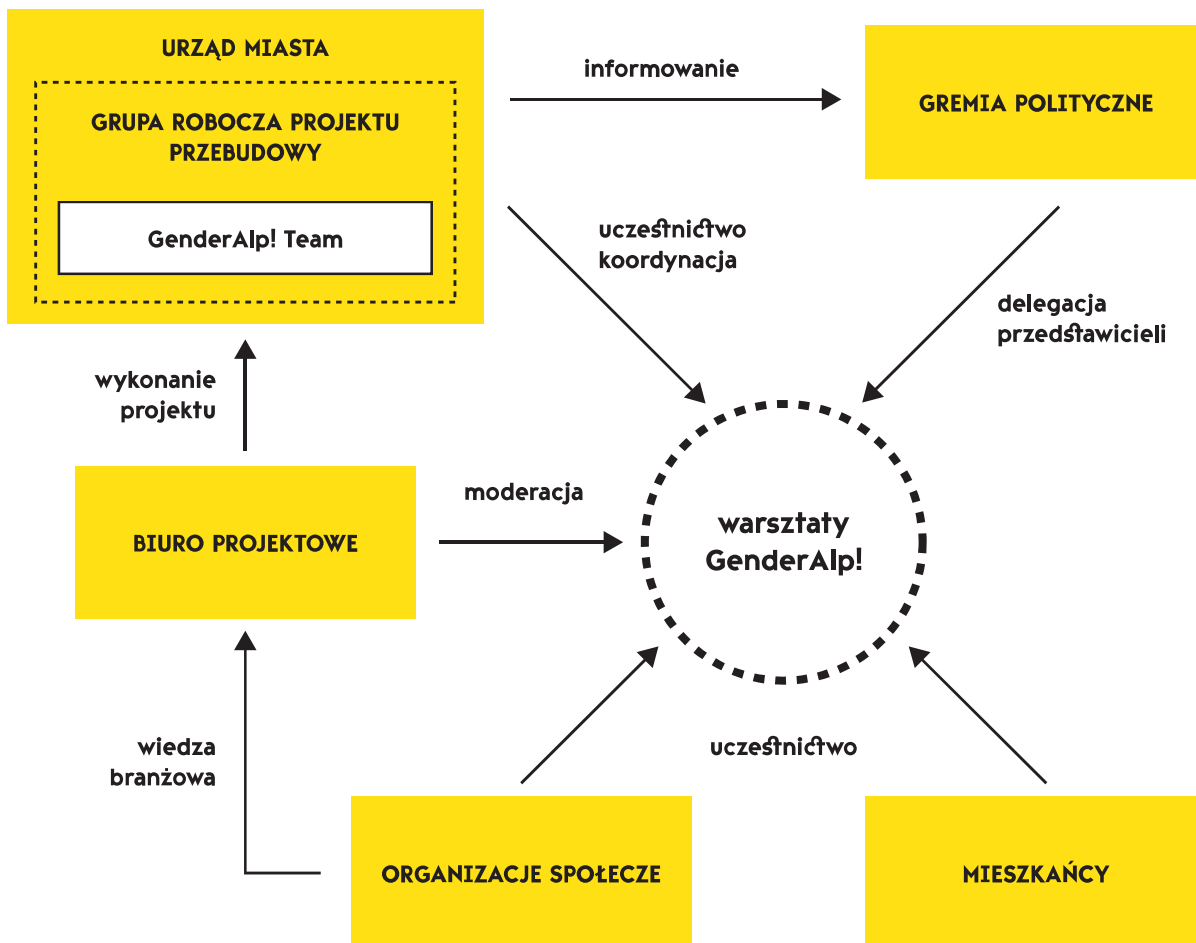 URZĄD MIASTA
GRUPA ROBOCZA PROJEKTU
PRZEBUDOWY
GenderAlp! Team
informowanie
GREMIA POLITYCZNE
uczestnictwo
koordynacja
delegacja
przedstawicieli
wykonanie
projektu
BIURO PROJEKTOWE
moderacja
warsztaty
GenderAlp!
wiedza
branżowa
uczestnictwo
ORGANIZACJE SPOŁECZE
MIESZKAŃCY